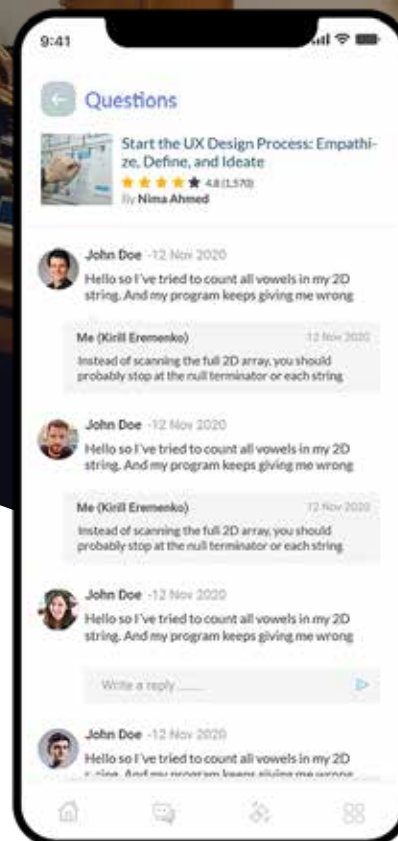 9:41
Questions
Start the UX Design Process: Empathi-
ze, Define, and Ideate
4.8 (1,570)
By Nima Ahmed
John Doe -12 Nov 2020
Hello so I've tried to count all vowels in my 2D
string. And my program keeps giving me wrong
Me (Kirill Eremenko) 12 Nov 2020
Instead of scanning the full 2D array, you should
probably stop at the null terminator or each string
John Doe -12 Nov 2020
Hello so I've tried to count all vowels in my 2D
string. And my program keeps giving me wrong
Me (Kirill Eremenko) 12 Nov 2020
Instead of scanning the full 2D array, you should
probably stop at the null terminator or each string
John Doe -12 Nov 2020
Hello so I've tried to count all vowels in my 2D
string. And my program keeps giving me wrong
Write a reply ........
John Doe -12 Nov 2020
Hello so I've tried to count all vowels in my 2D
And my program keeps giving me wrong